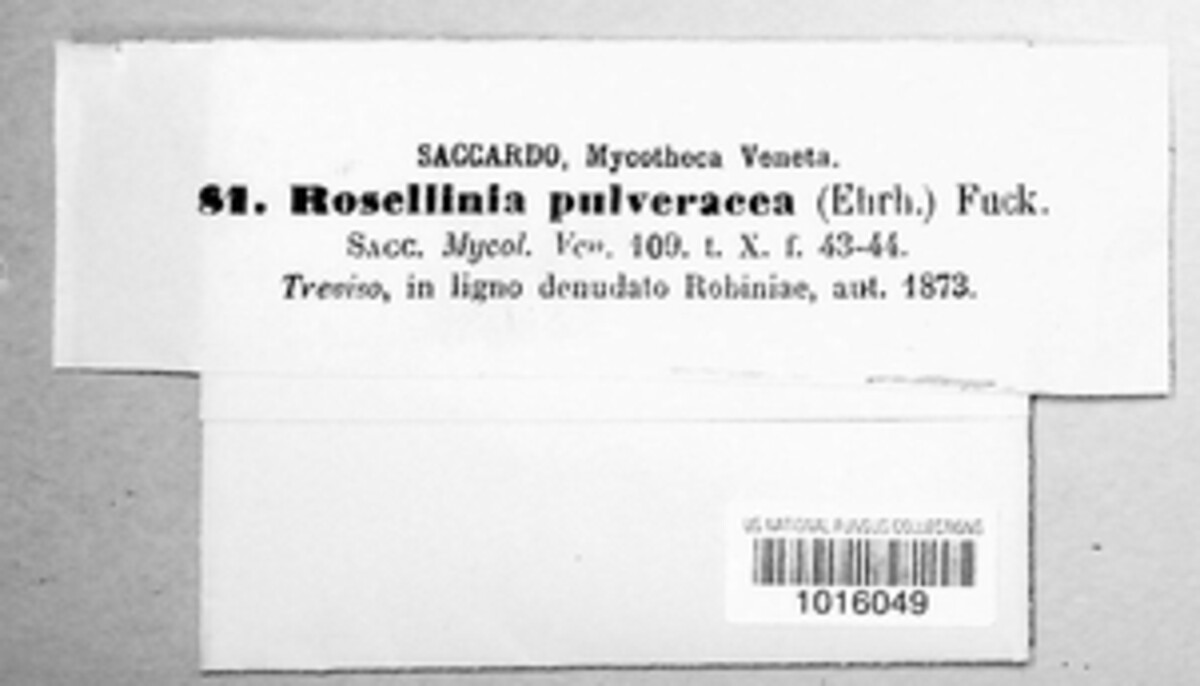 SACCARDO, Mycotheca Veneta.
81. Rosellinia pulveracea (Ehrh.) Fuck.
SACC. Mycol. Ven. 109. t. X. f. 43-44.
Treviso, in ligno denudato Robiniae, aut. 1873.
US NATIONAL FUNGUS COLLECTIONS
1016049